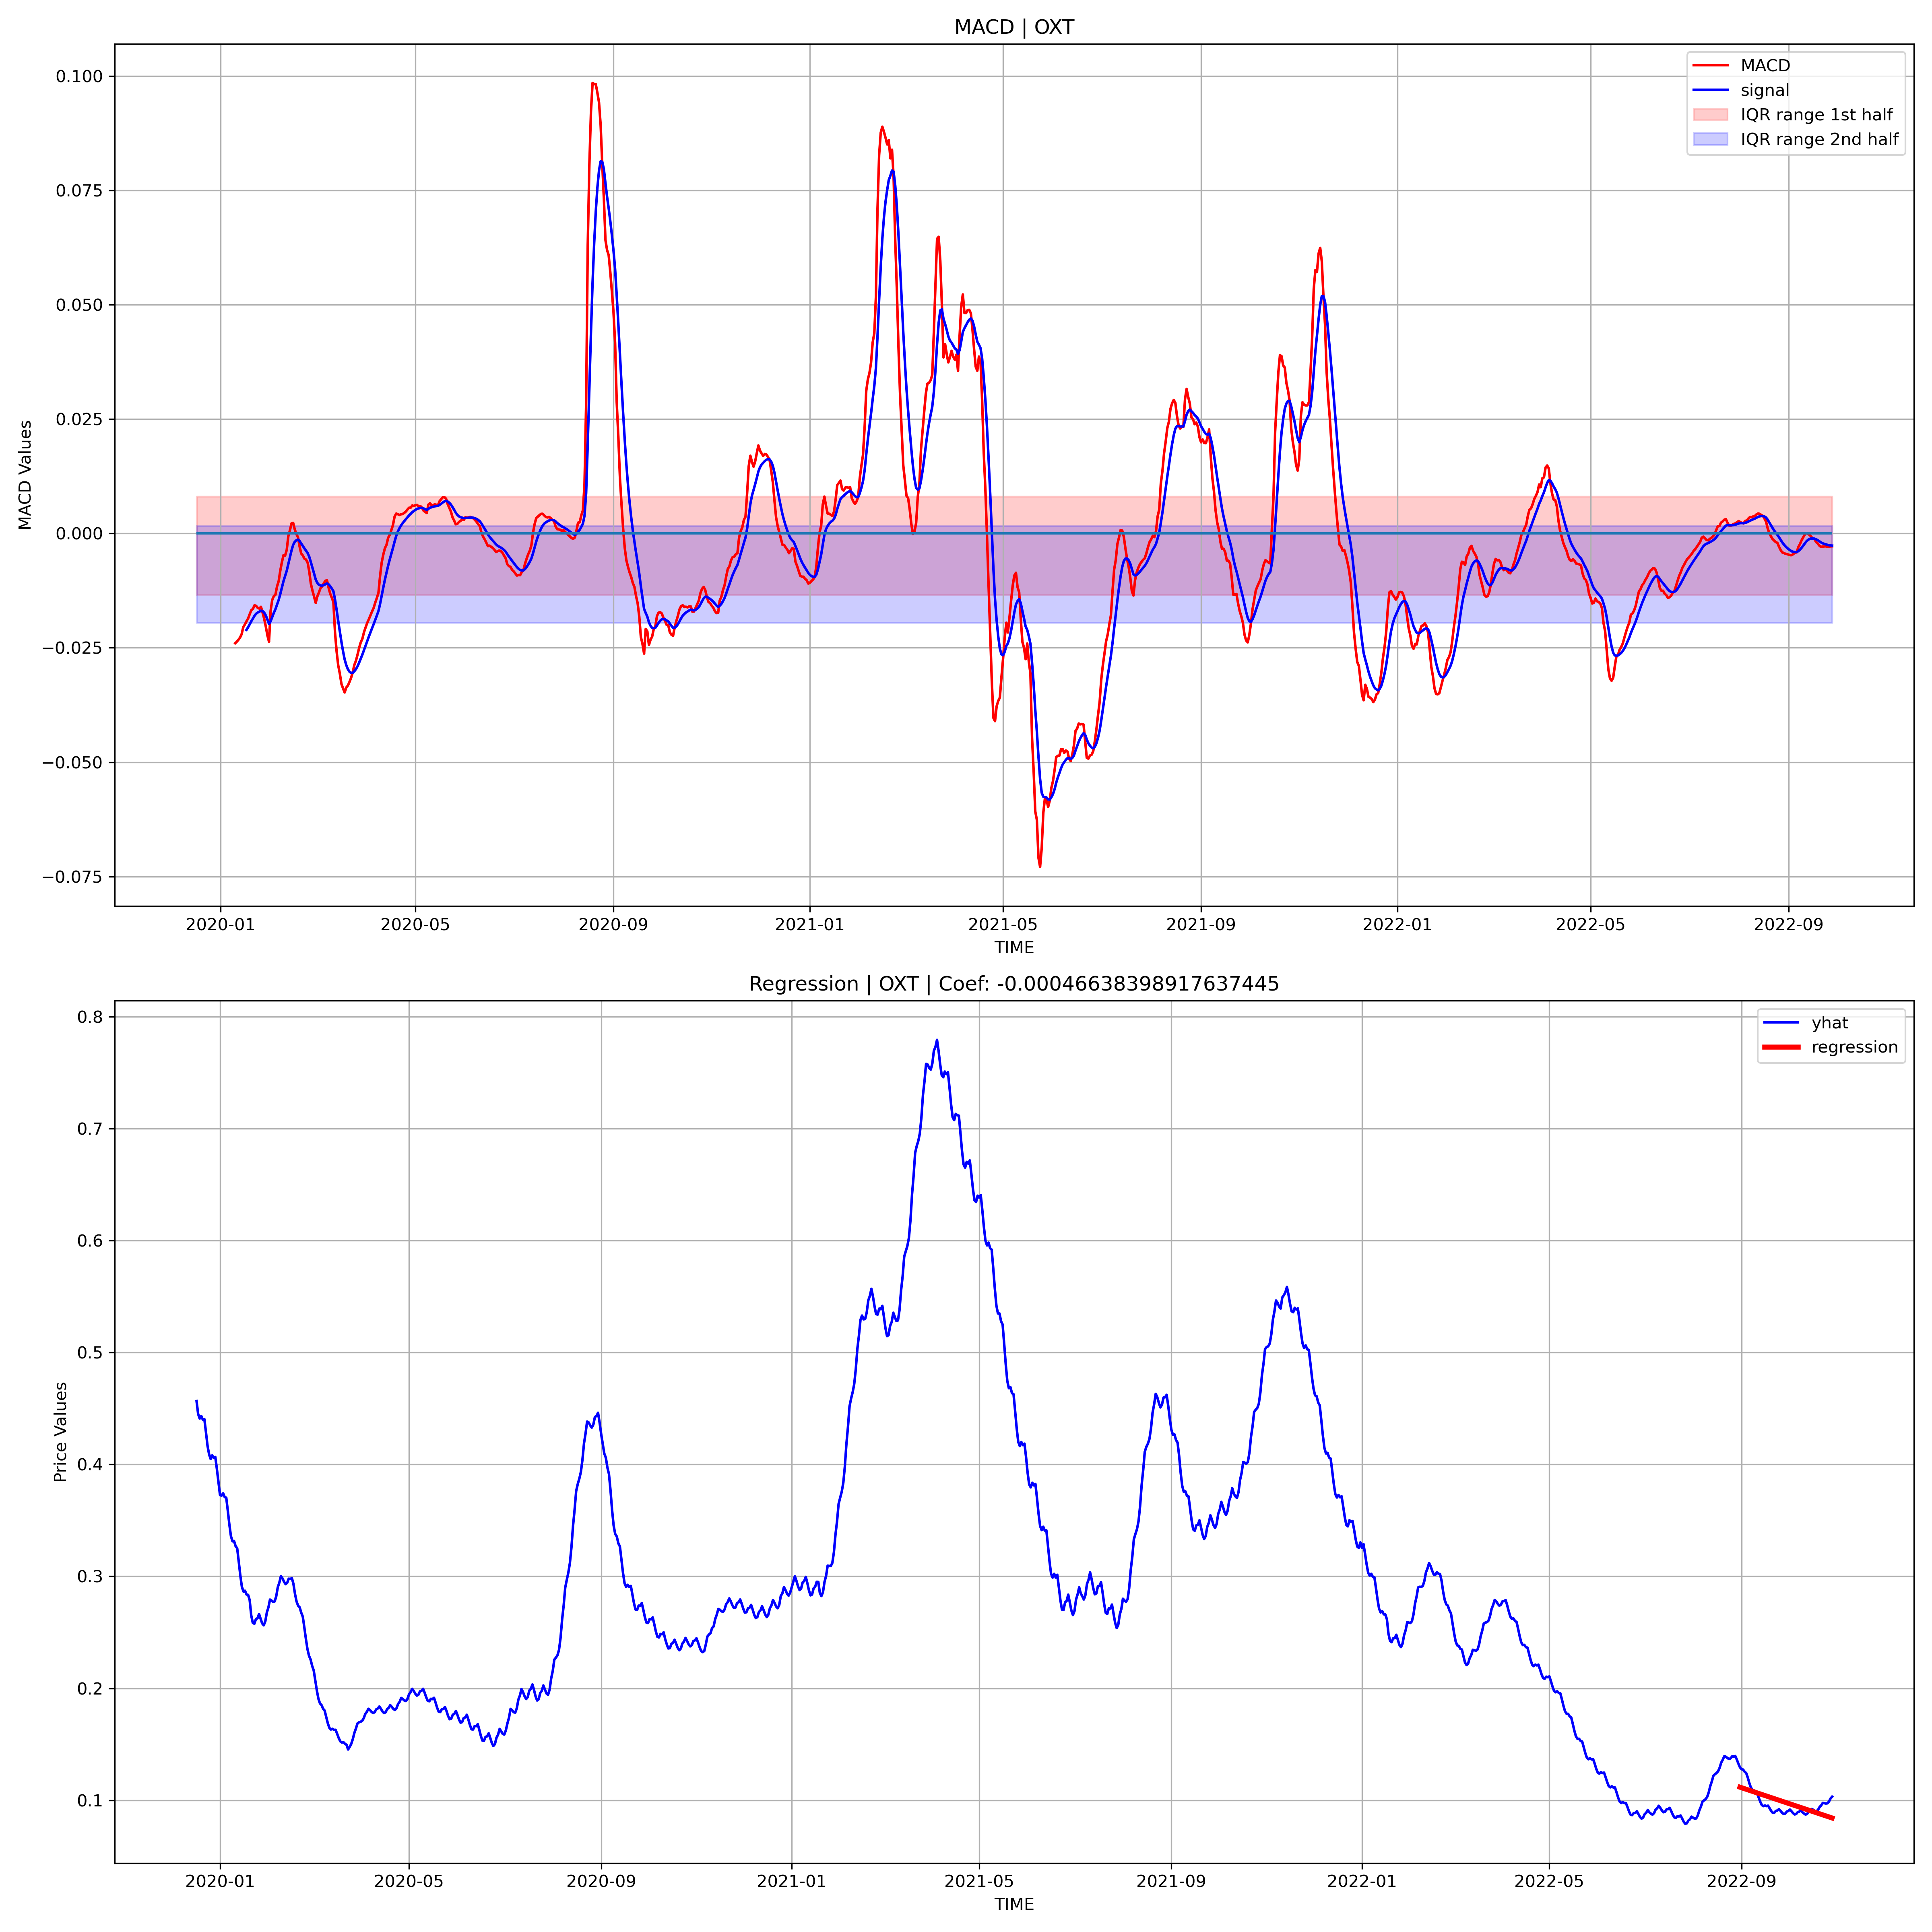 MACD | OXT
MACD
signal
IQR range 1st half
IQR range 2nd half
MACD Values
0.100
0.075
0.050
0.025
0.000
−0.025
−0.050
−0.075
2020-01 2020-05 2020-09 2021-01 2021-05 2021-09 2022-01 2022-05 2022-09
TIME
Regression | OXT | Coef: -0.00046638398917637445
yhat
regression
Price Values
0.8
0.7
0.6
0.5
0.4
0.3
0.2
0.1
2020-01 2020-05 2020-09 2021-01 2021-05 2021-09 2022-01 2022-05 2022-09
TIME